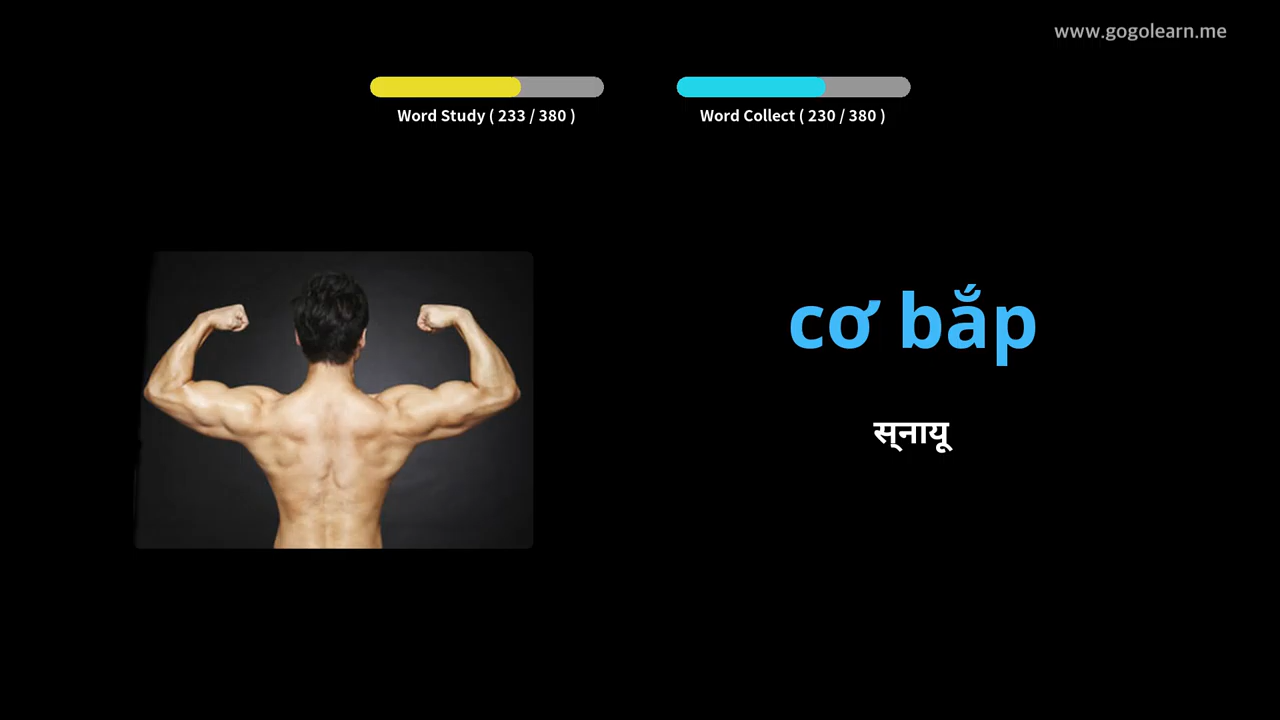 www.gogolearn.me
Word Study ( 233 / 380 )
Word Collect ( 230 / 380 )
cơ bắp
स्नायू